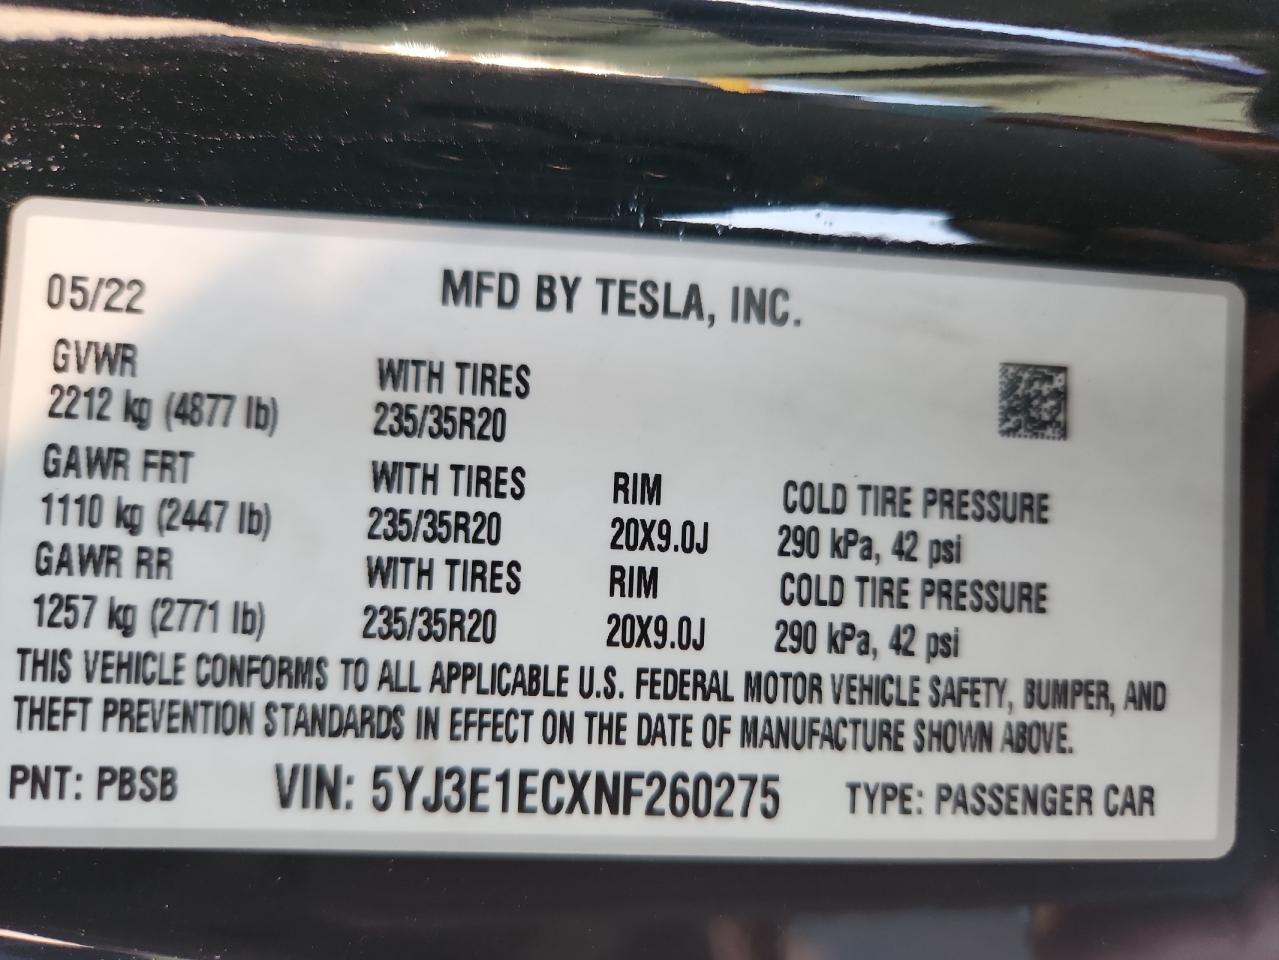 05/22 MFD BY TESLA, INC.
GVWR WITH TIRES
2212 kg (4877 lb) 235/35R20
GAWR FRT WITH TIRES RIM COLD TIRE PRESSURE
1110 kg (2447 lb) 235/35R20 20X9.0J 290 kPa, 42 psi
GAWR RR WITH TIRES RIM COLD TIRE PRESSURE
1257 kg (2771 lb) 235/35R20 20X9.0J 290 kPa, 42 psi
THIS VEHICLE CONFORMS TO ALL APPLICABLE U.S. FEDERAL MOTOR VEHICLE SAFETY, BUMPER, AND
THEFT PREVENTION STANDARDS IN EFFECT ON THE DATE OF MANUFACTURE SHOWN ABOVE.
PNT: PBSB VIN: 5YJ3E1ECXNF260275 TYPE: PASSENGER CAR